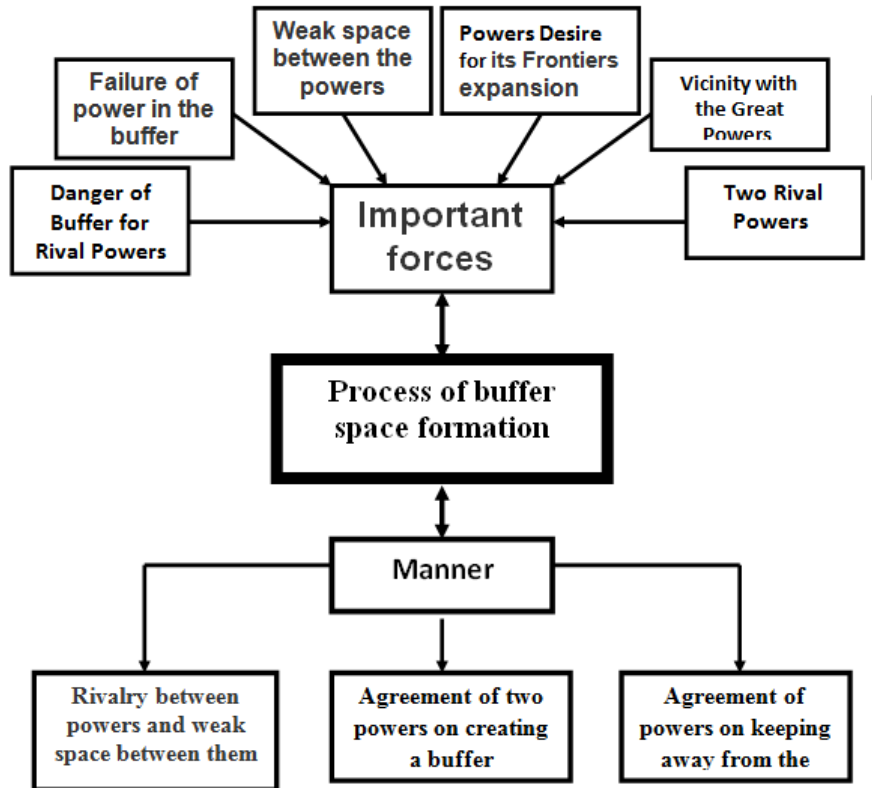 Weak space
between the
powers
Powers Desire
for its Frontiers
expansion
Failure of
power in the
buffer
Vicinity with
the Great
Powers
Danger of
Buffer for
Rival Powers
Important
forces
Two Rival
Powers
Process of buffer
space formation
Manner
Rivalry between
powers and weak
space between them
Agreement of two
powers on creating
a buffer
Agreement of
powers on keeping
away from the